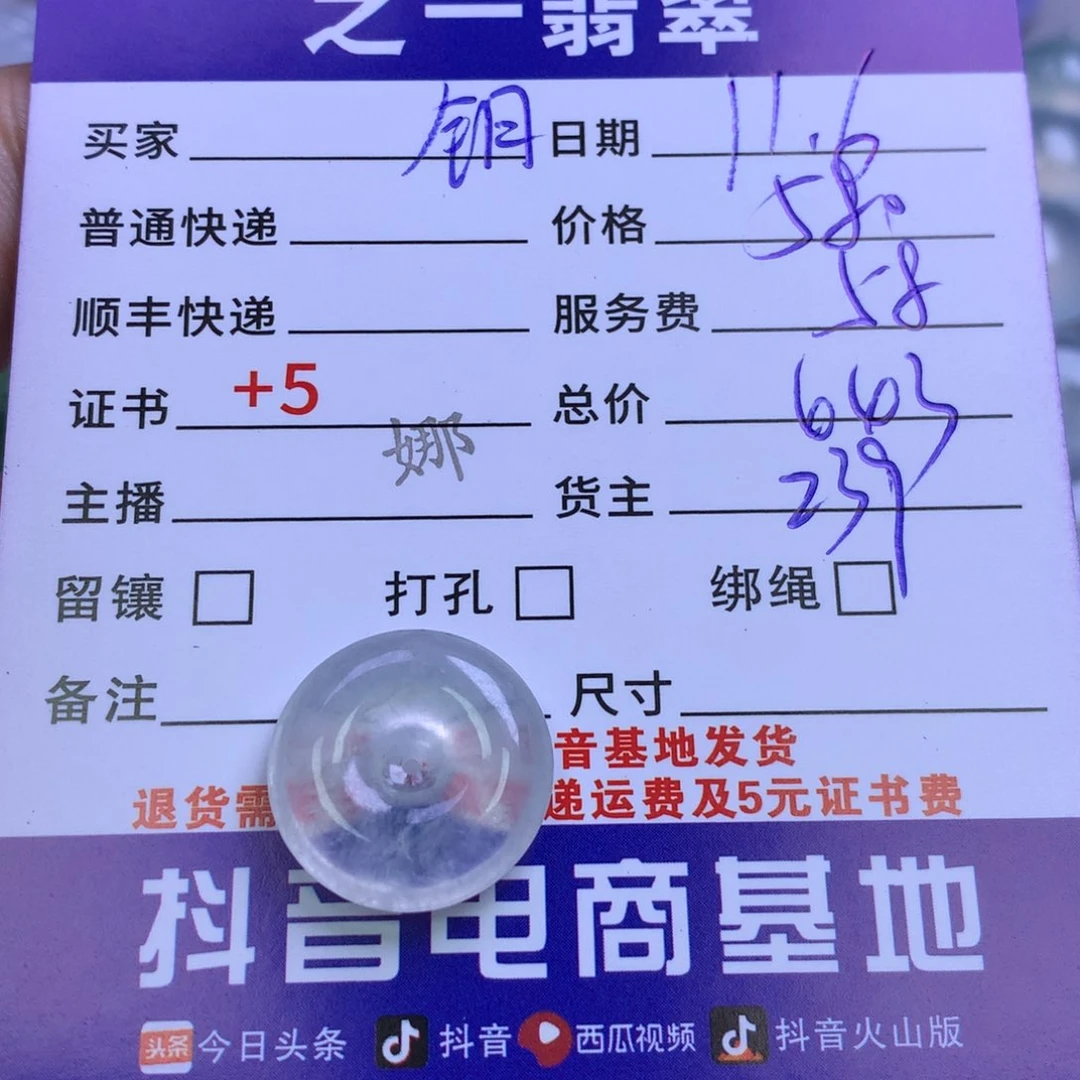 之一翡翠
买家 钥 日期 11.6
普通快递 价格 580
顺丰快递 服务费 58
证书 +5 总价 643
主播 娜 货主 239
留镶 打孔 绑绳
备注 尺寸
音基地发货
退货需 递运费及5元证书费
抖音电商基地
头条 今日头条 抖音 西瓜视频 抖音火山版